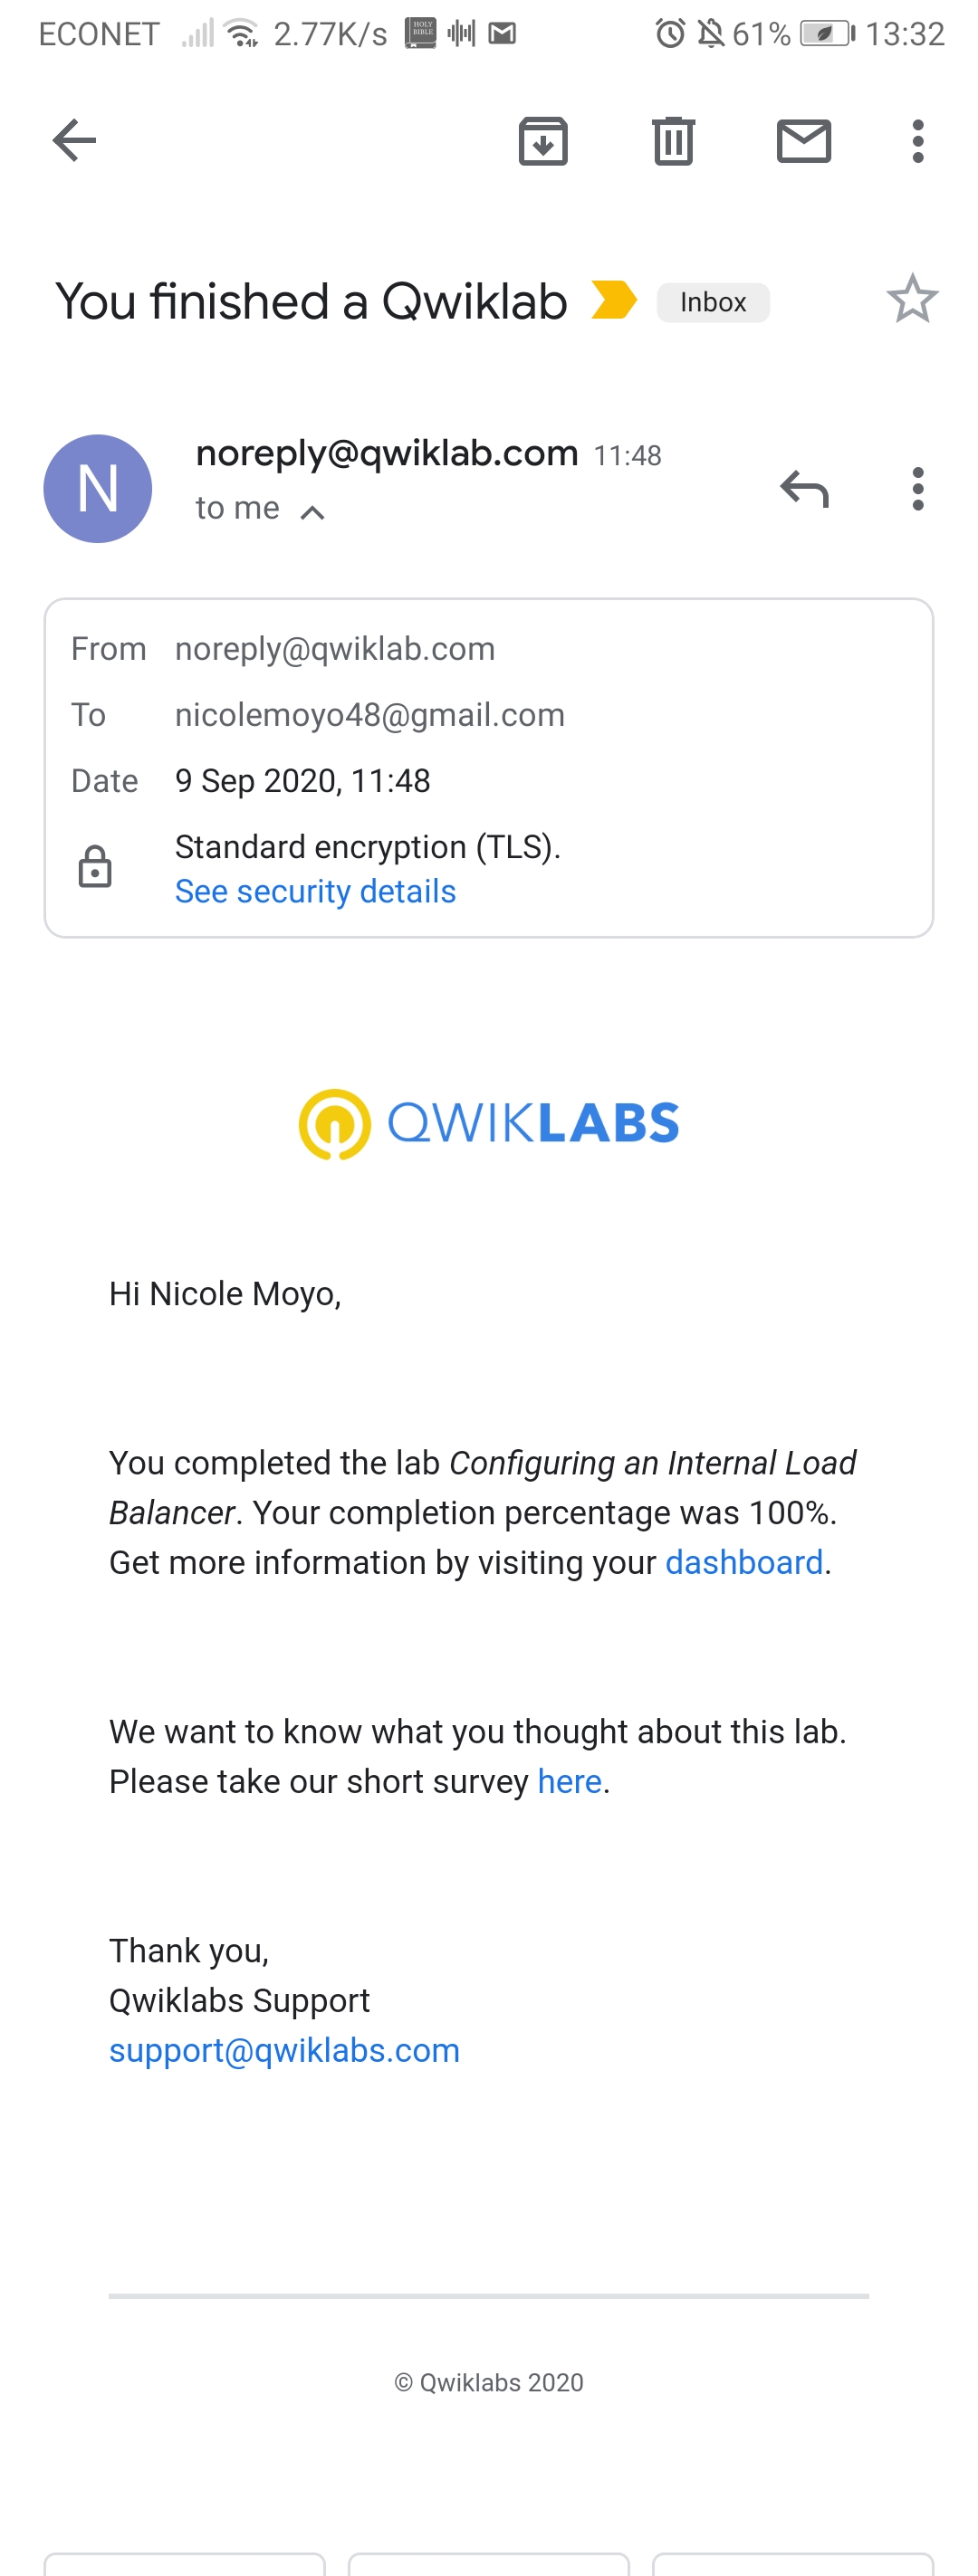 ECONET 2.77K/s HOLY BIBLE 61% 13:32
You finished a Qwiklab Inbox
N
noreply@qwiklab.com 11:48
to me
From noreply@qwiklab.com
To nicolemoyo48@gmail.com
Date 9 Sep 2020, 11:48
Standard encryption (TLS).
See security details
QWIKLABS
Hi Nicole Moyo,
You completed the lab Configuring an Internal Load
Balancer. Your completion percentage was 100%.
Get more information by visiting your dashboard.
We want to know what you thought about this lab.
Please take our short survey here.
Thank you,
Qwiklabs Support
support@qwiklabs.com
© Qwiklabs 2020